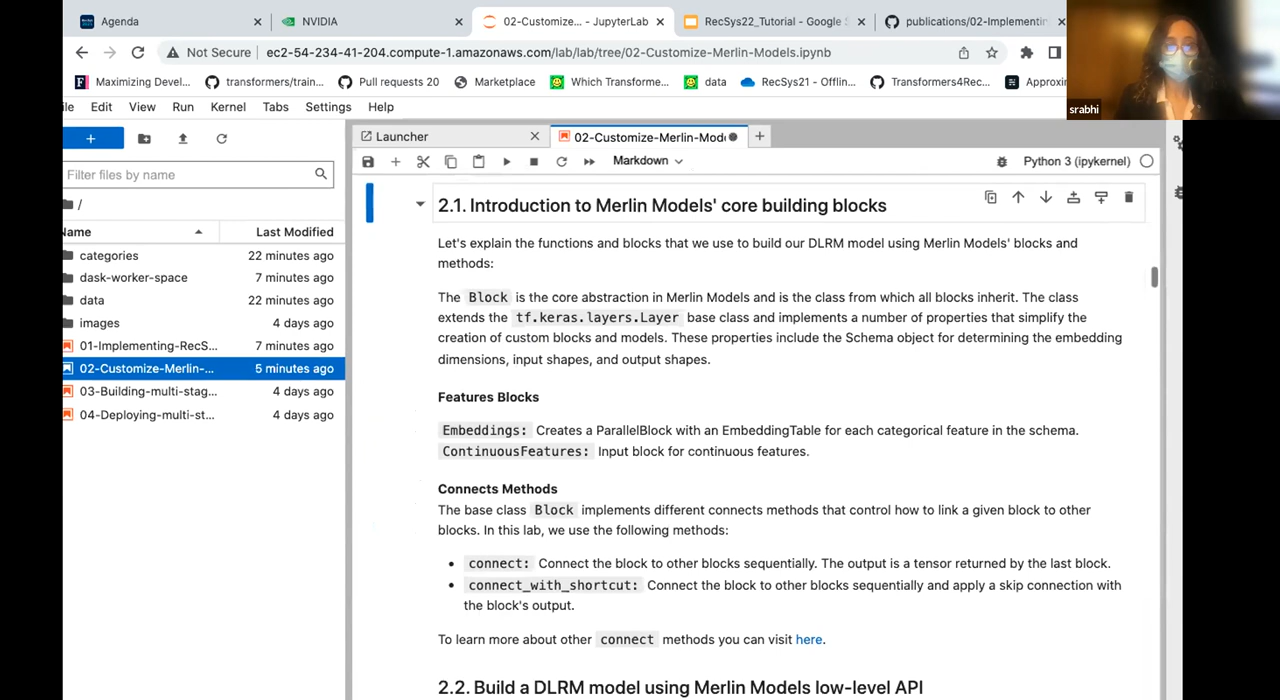 Agenda
NVIDIA
02-Customize... - JupyterLab
RecSys22_Tutorial - Google S
publications/02-Implementin
Not Secure
ec2-54-234-41-204.compute-1.amazonaws.com/lab/lab/tree/02-Customize-Merlin-Models.ipynb
Maximizing Devel...
transformers/train...
Pull requests 20
Marketplace
Which Transforme...
data
RecSys21 – Offlin...
Transformers4Rec...
Approxi
srabhi
ile Edit View Run Kernel Tabs Settings Help
Launcher
02-Customize-Merlin-Mode
Filter files by name
Markdown
Python 3 (ipykernel)
/
Name
Last Modified
categories 22 minutes ago
dask-worker-space 7 minutes ago
data 22 minutes ago
images 4 days ago
01-Implementing-RecS... 7 minutes ago
02-Customize-Merlin-... 5 minutes ago
03-Building-multi-stag... 4 days ago
04-Deploying-multi-st... 4 days ago
2.1. Introduction to Merlin Models' core building blocks
Let's explain the functions and blocks that we use to build our DLRM model using Merlin Models' blocks and
methods:
The Block is the core abstraction in Merlin Models and is the class from which all blocks inherit. The class
extends the tf.keras.layers.Layer base class and implements a number of properties that simplify the
creation of custom blocks and models. These properties include the Schema object for determining the embedding
dimensions, input shapes, and output shapes.
Features Blocks
Embeddings: Creates a ParallelBlock with an EmbeddingTable for each categorical feature in the schema.
ContinuousFeatures: Input block for continuous features.
Connects Methods
The base class Block implements different connects methods that control how to link a given block to other
blocks. In this lab, we use the following methods:
• connect: Connect the block to other blocks sequentially. The output is a tensor returned by the last block.
• connect_with_shortcut: Connect the block to other blocks sequentially and apply a skip connection with
the block's output.
To learn more about other connect methods you can visit here.
2.2. Build a DLRM model using Merlin Models low-level API